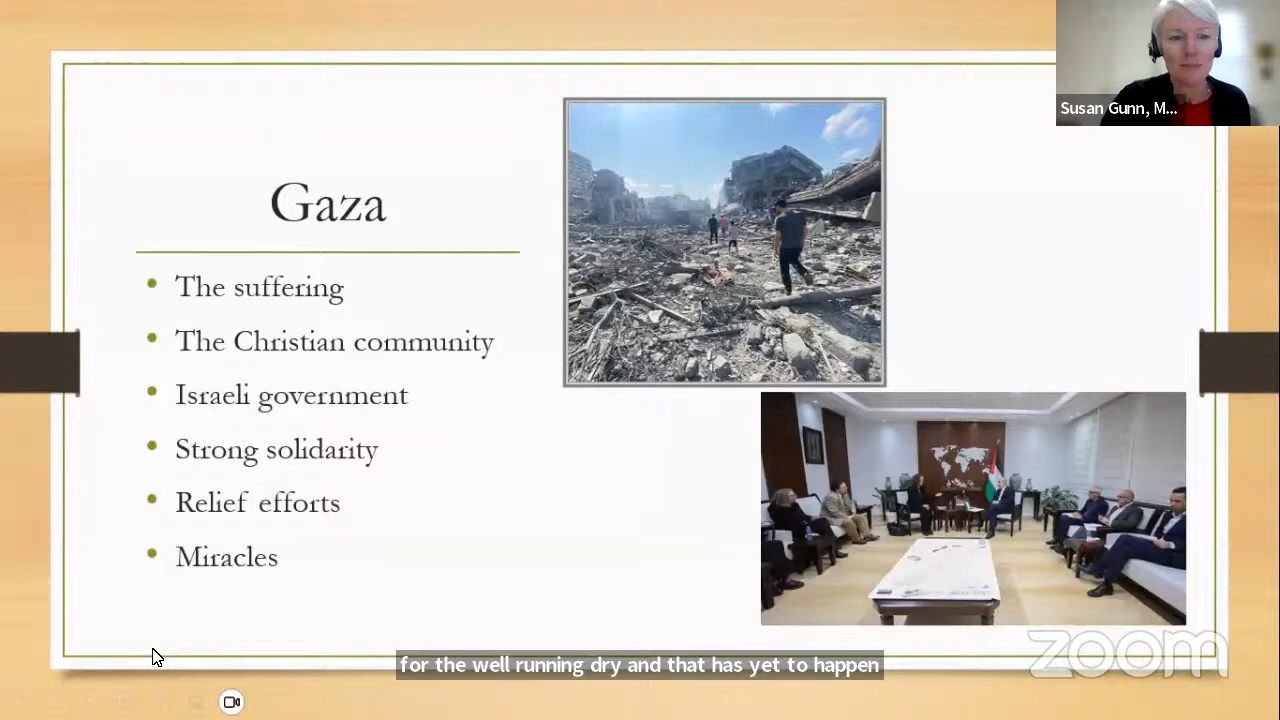 Susan Gunn, M...
Gaza
The suffering
The Christian community
Israeli government
Strong solidarity
Relief efforts
Miracles
for the well running dry and that has yet to happen
zoom